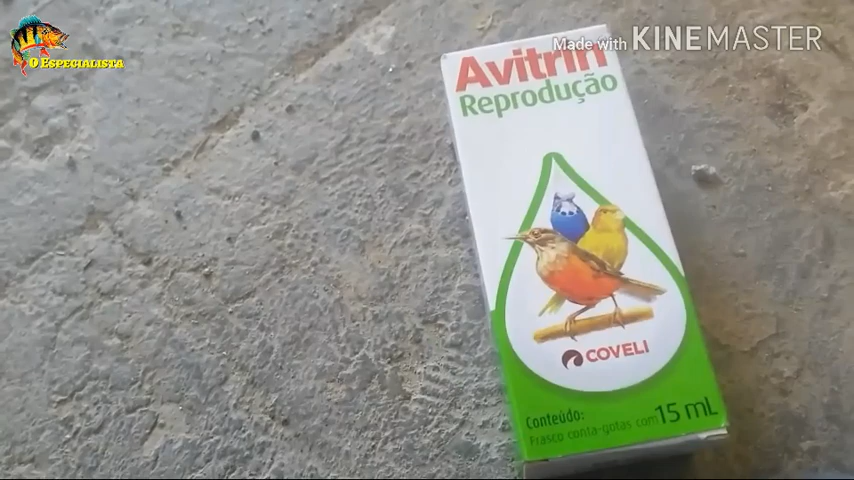 O Especialista
Made with KINEMASTER
Avitrin
Reprodução
COVELI
Conteúdo:
Frasco conta-gotas com 15 mL